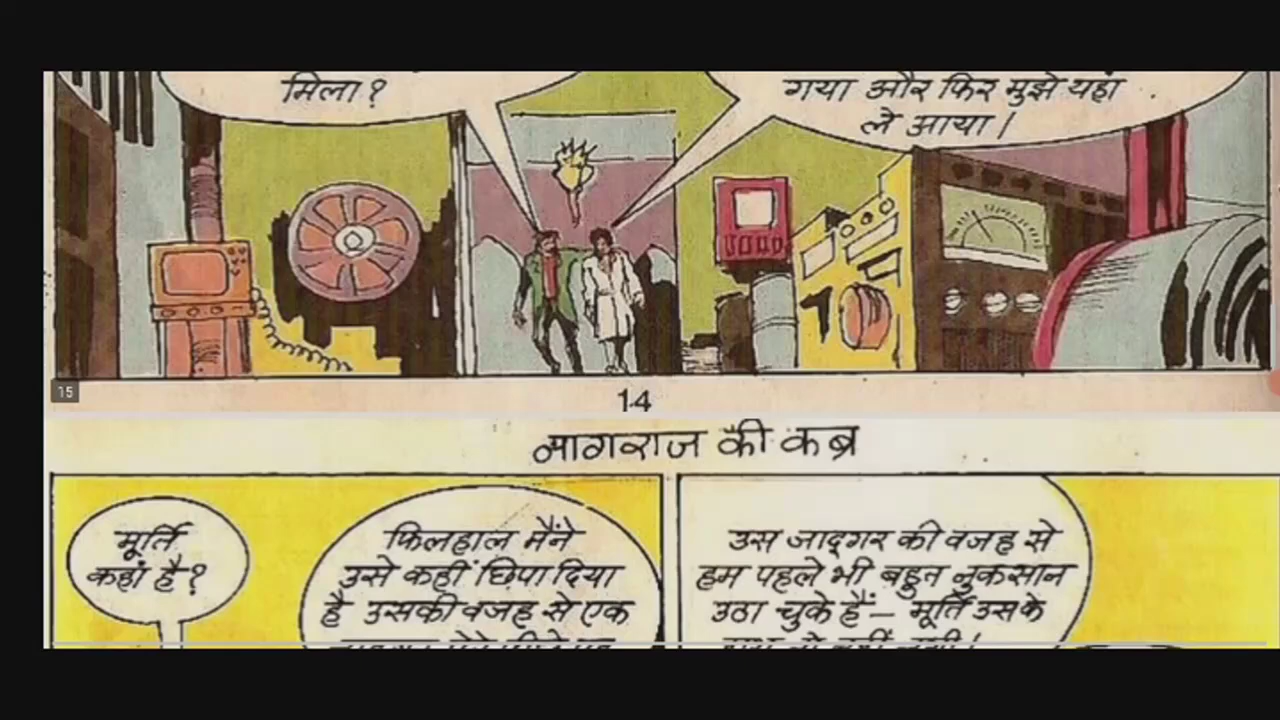 मिला?
गया और फिर मुझे यहां
ले आया।
15
14
नागराज की कब्र
मूर्ति
कहां है?
फिलहाल मैंने
उसे कहीं छिपा दिया
है उसकी वजह से एक
उस जादूगर की वजह से
हम पहले भी बहुत नुकसान
उठा चुके हैं— मूर्ति उसके